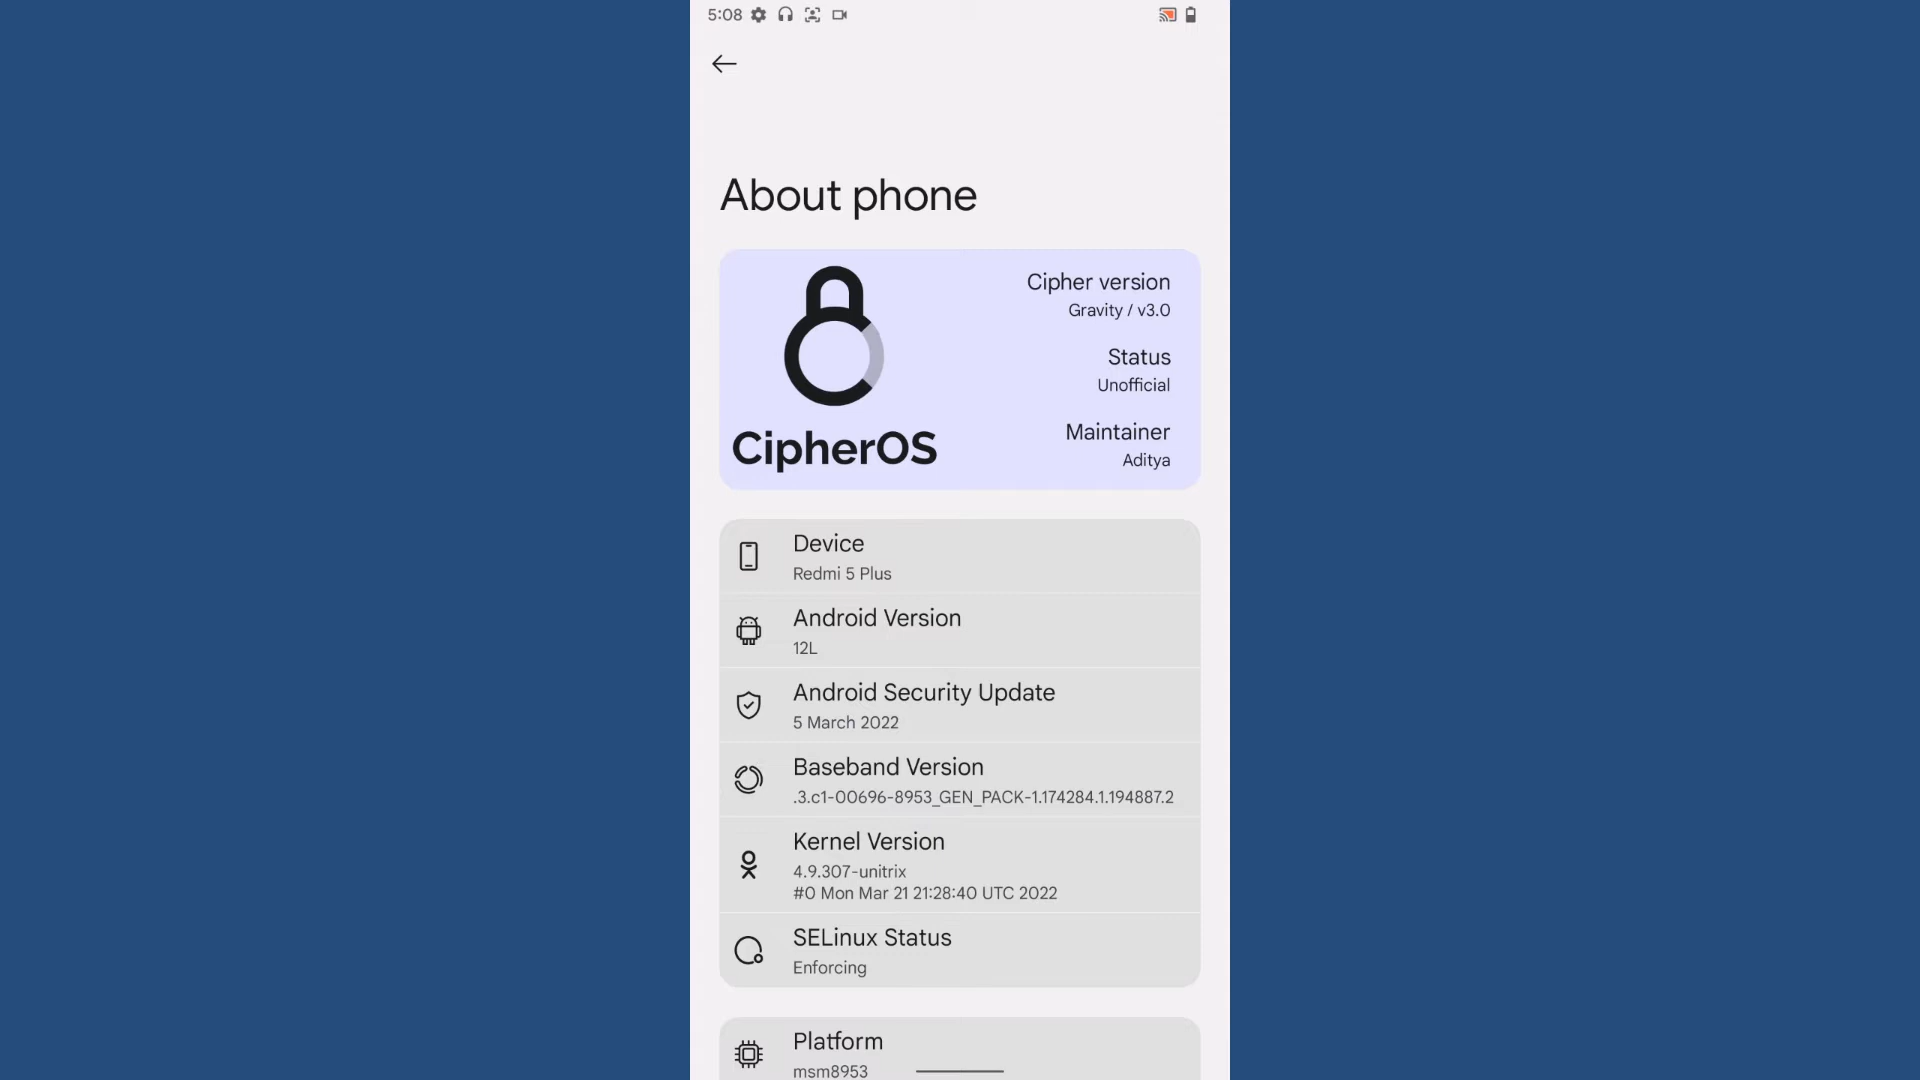 5:08
About phone
CipherOS
Cipher version
Gravity / v3.0
Status
Unofficial
Maintainer
Aditya
Device
Redmi 5 Plus
Android Version
12L
Android Security Update
5 March 2022
Baseband Version
.3.c1-00696-8953_GEN_PACK-1.174284.1.194887.2
Kernel Version
4.9.307-unitrix
#0 Mon Mar 21 21:28:40 UTC 2022
SELinux Status
Enforcing
Platform
msm8953